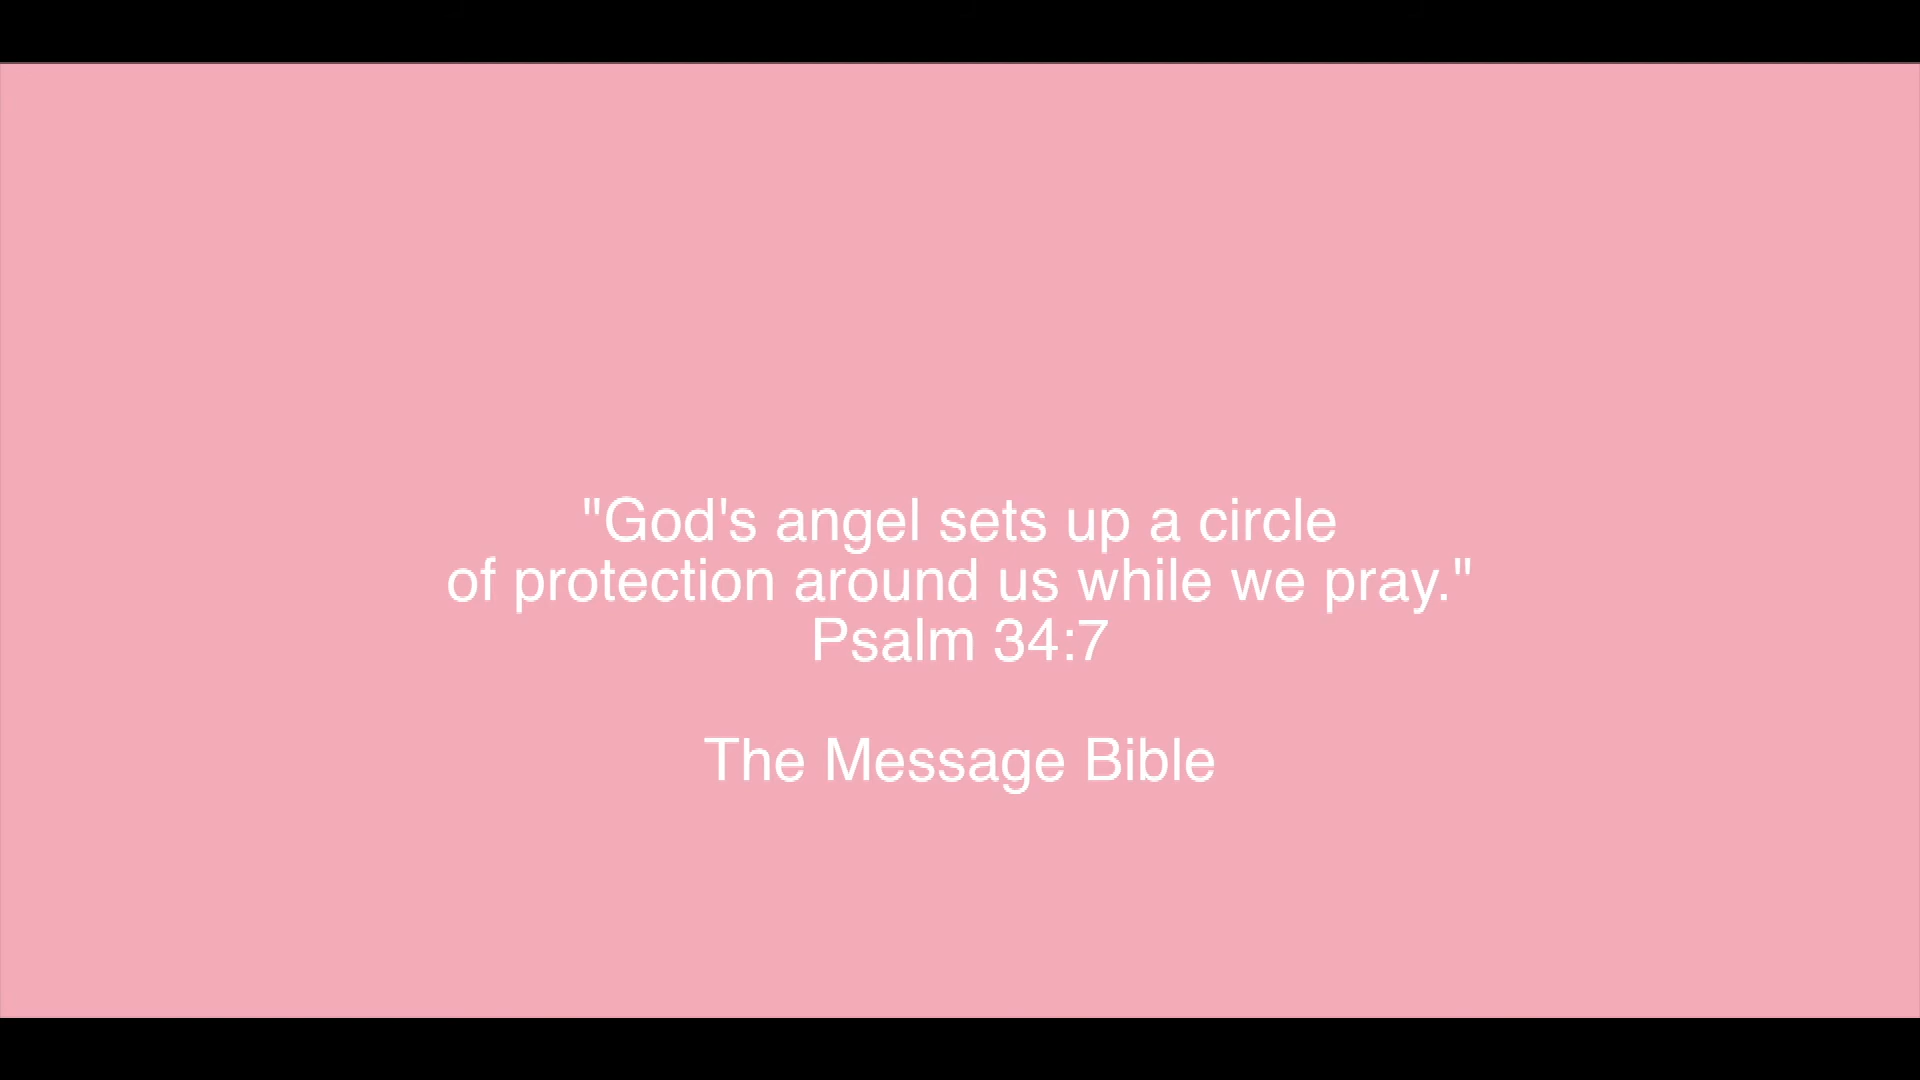 "God's angel sets up a circle
of protection around us while we pray."
Psalm 34:7
The Message Bible